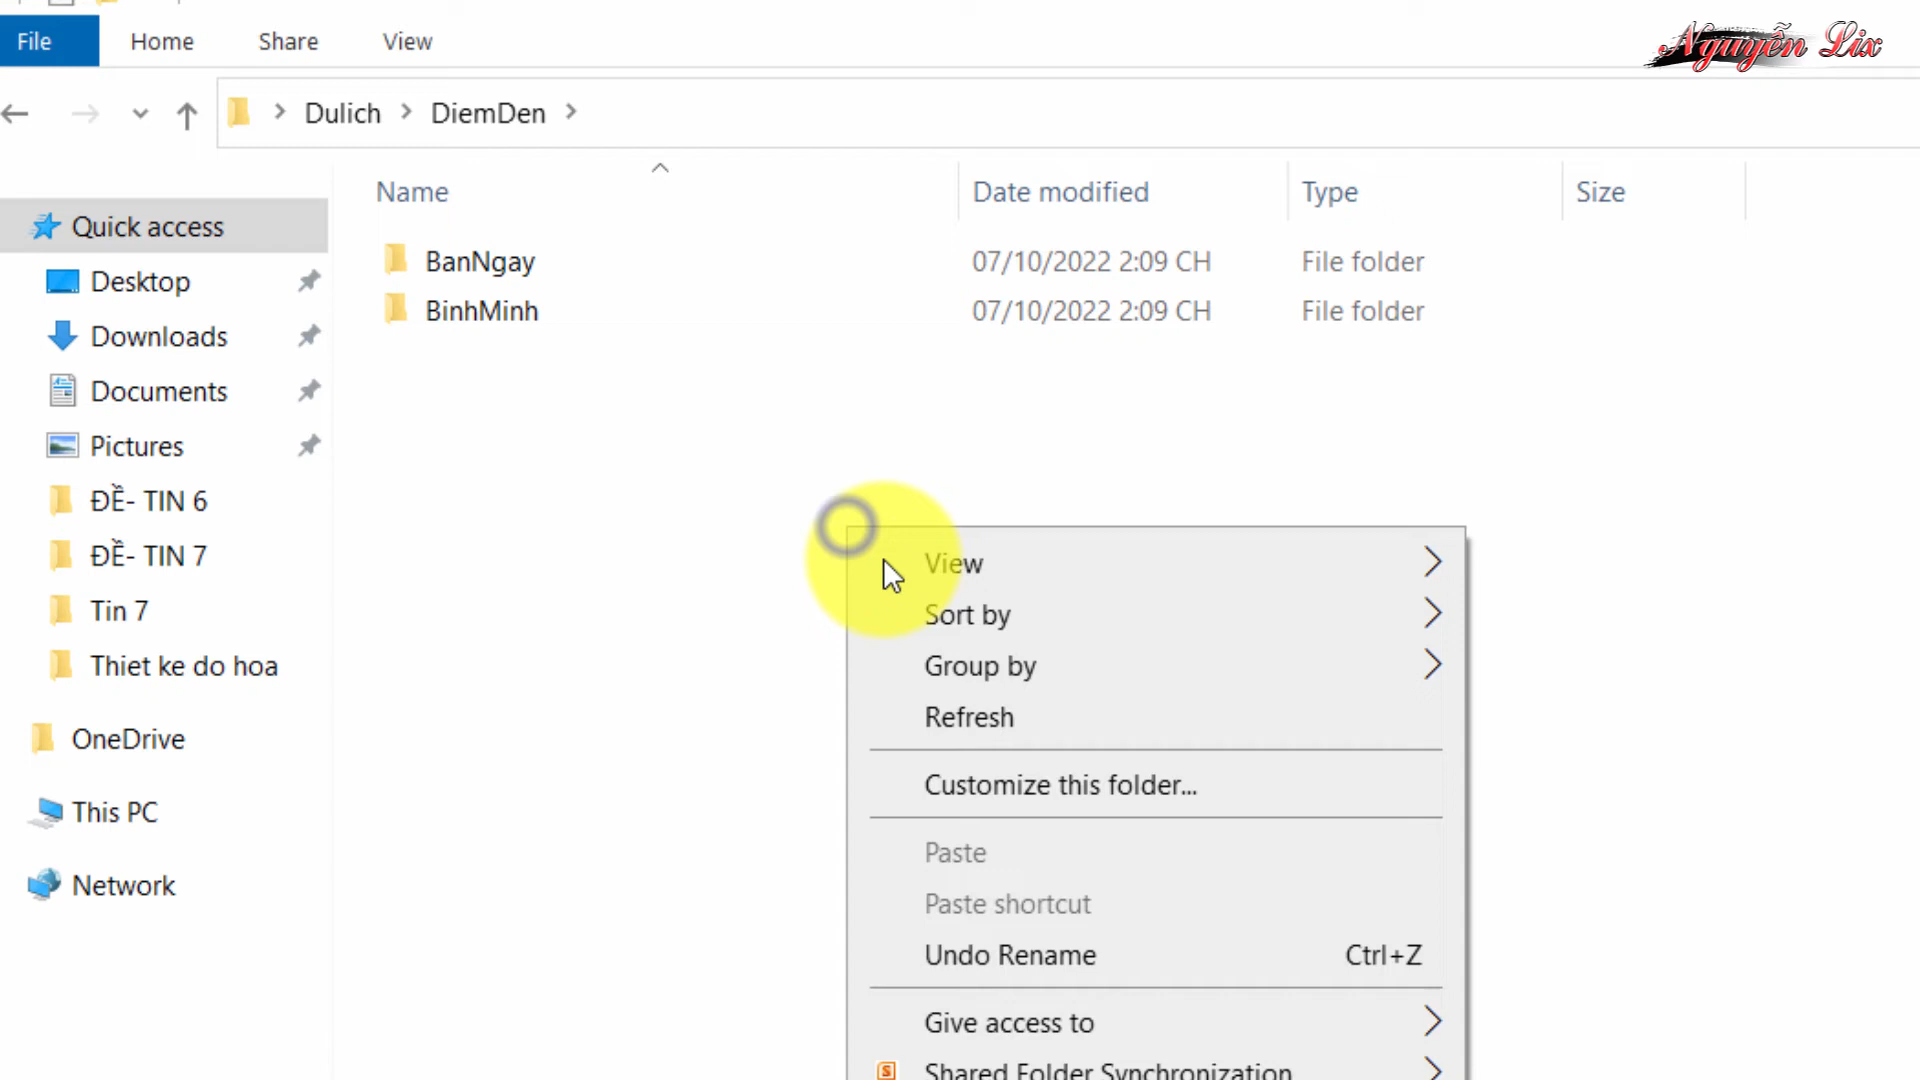 File Home Share View
Nguyễn Lix
Dulich DiemDen
Name Date modified Type Size
Quick access
BanNgay 07/10/2022 2:09 CH File folder
Desktop
BinhMinh 07/10/2022 2:09 CH File folder
Downloads
Documents
Pictures
ĐỀ- TIN 6
ĐỀ- TIN 7
Tin 7
Thiet ke do hoa
OneDrive
This PC
Network
View
Sort by
Group by
Refresh
Customize this folder...
Paste
Paste shortcut
Undo Rename Ctrl+Z
Give access to
Shared Folder Synchronization